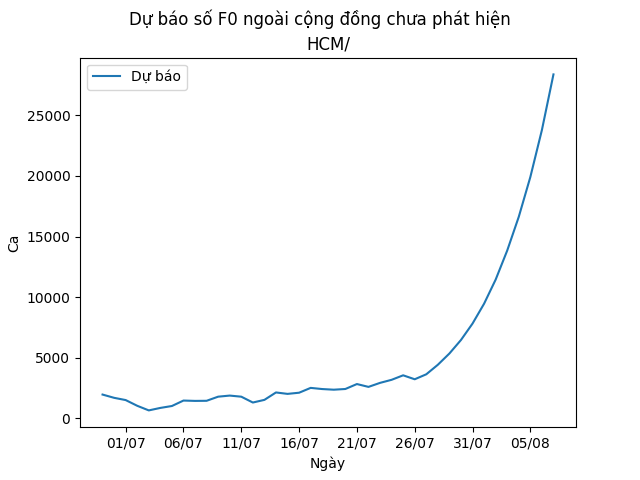 Dự báo số F0 ngoài cộng đồng chưa phát hiện
HCM/
Dự báo
25000
20000
15000
10000
5000
0
Ca
01/07 06/07 11/07 16/07 21/07 26/07 31/07 05/08
Ngày